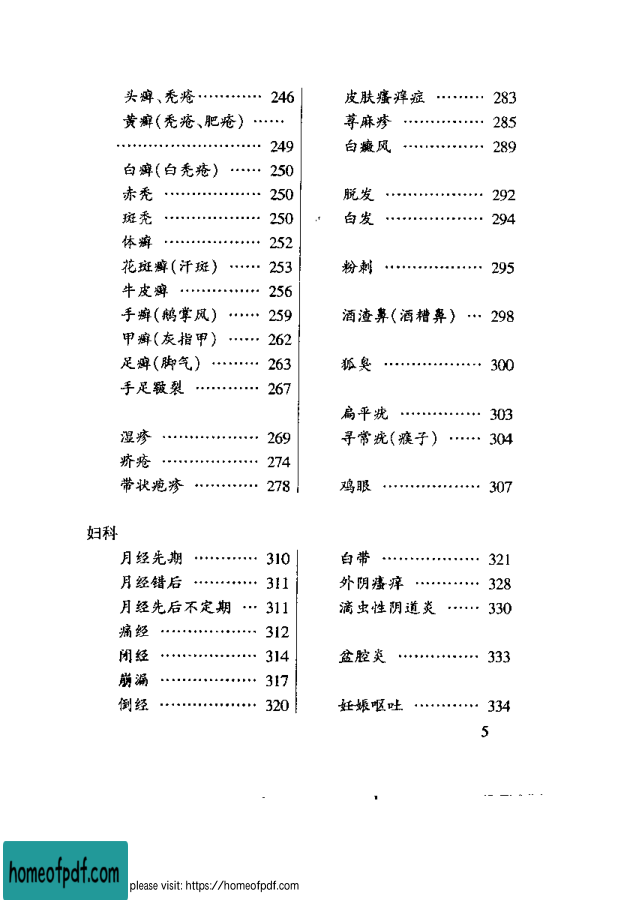 头癣、秃疮………… 246
黄癣(秃疮、肥疮) ……
……………………… 249
白癣(白秃疮) …… 250
赤秃 ……………… 250
斑秃 ……………… 250
体癣 ……………… 252
花斑癣(汗斑) …… 253
牛皮癣 …………… 256
手癣(鹅掌风) …… 259
甲癣(灰指甲) …… 262
足癣(脚气) ……… 263
手足皲裂 ………… 267
湿疹 ……………… 269
疥疮 ……………… 274
带状疱疹 ………… 278
皮肤瘙痒症 ……… 283
荨麻疹 …………… 285
白癜风 …………… 289
脱发 ……………… 292
白发 ……………… 294
粉刺 ……………… 295
酒渣鼻(酒糟鼻) … 298
狐臭 ……………… 300
扁平疣 …………… 303
寻常疣(瘊子) …… 304
鸡眼 ……………… 307
妇科
月经先期 ………… 310
月经错后 ………… 311
月经先后不定期 … 311
痛经 ……………… 312
闭经 ……………… 314
崩漏 ……………… 317
倒经 ……………… 320
白带 ……………… 321
外阴瘙痒 ………… 328
滴虫性阴道炎 …… 330
盆腔炎 …………… 333
妊娠呕吐 ………… 334
5
homeofpdf.com
please visit: https://homeofpdf.com